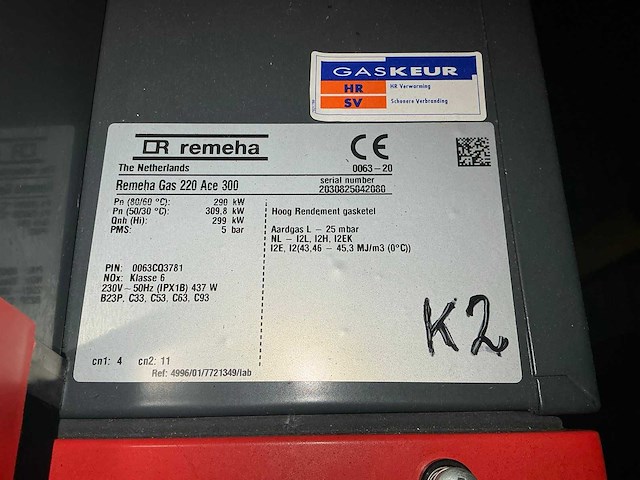 GASKEUR
HR HR Verwarming
SV Schonere Verbranding
remeha
CE
The Netherlands
0063-20
Remeha Gas 220 Ace 300
serial number
2030825042080
Pn (80/60 °C): 290 kW
Pn (50/30 °C): 309,8 kW
Qnh (Hi): 299 kW
PMS: 5 bar
Hoog Rendement gasketel
Aardgas L - 25 mbar
NL - I2L, I2H, I2EK
I2E, I2(43,46 - 45,3 MJ/m3 (0°C))
PIN: 0063CQ3781
NOx: Klasse 6
230V ~ 50Hz (IPX1B) 437 W
B23P, C33, C53, C63, C93
K2
cn1: 4 cn2: 11
Ref: 4996/01/7721349/lab